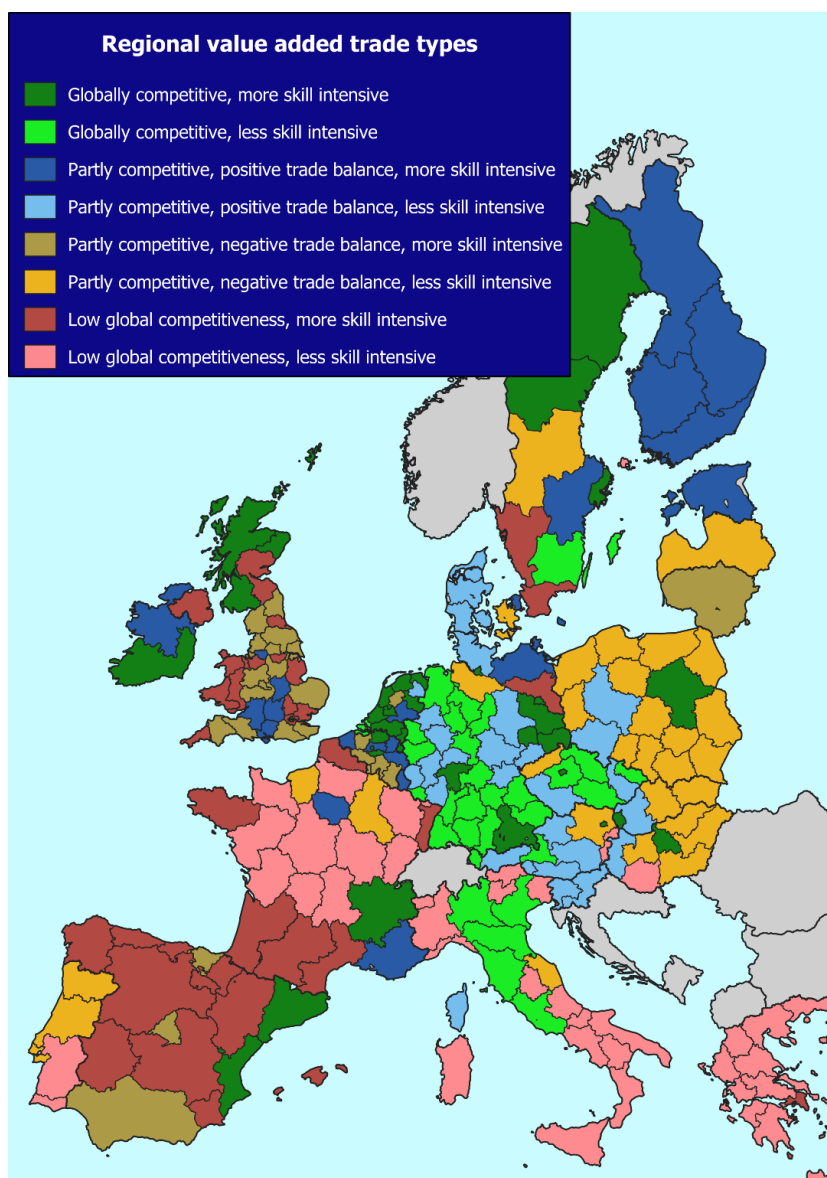 Regional value added trade types
Globally competitive, more skill intensive
Globally competitive, less skill intensive
Partly competitive, positive trade balance, more skill intensive
Partly competitive, positive trade balance, less skill intensive
Partly competitive, negative trade balance, more skill intensive
Partly competitive, negative trade balance, less skill intensive
Low global competitiveness, more skill intensive
Low global competitiveness, less skill intensive